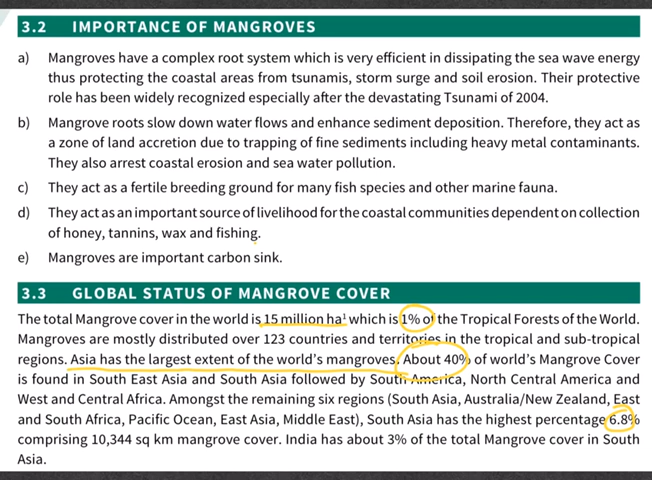 3.2 IMPORTANCE OF MANGROVES
a) Mangroves have a complex root system which is very efficient in dissipating the sea wave energy
thus protecting the coastal areas from tsunamis, storm surge and soil erosion. Their protective
role has been widely recognized especially after the devastating Tsunami of 2004.
b) Mangrove roots slow down water flows and enhance sediment deposition. Therefore, they act as
a zone of land accretion due to trapping of fine sediments including heavy metal contaminants.
They also arrest coastal erosion and sea water pollution.
c) They act as a fertile breeding ground for many fish species and other marine fauna.
d) They act as an important source of livelihood for the coastal communities dependent on collection
of honey, tannins, wax and fishing.
e) Mangroves are important carbon sink.
3.3 GLOBAL STATUS OF MANGROVE COVER
The total Mangrove cover in the world is 15 million ha¹ which is 1% of the Tropical Forests of the World.
Mangroves are mostly distributed over 123 countries and territories in the tropical and sub-tropical
regions. Asia has the largest extent of the world's mangroves. About 40% of world's Mangrove Cover
is found in South East Asia and South Asia followed by South America, North Central America and
West and Central Africa. Amongst the remaining six regions (South Asia, Australia/New Zealand, East
and South Africa, Pacific Ocean, East Asia, Middle East), South Asia has the highest percentage 6.8%
comprising 10,344 sq km mangrove cover. India has about 3% of the total Mangrove cover in South
Asia.